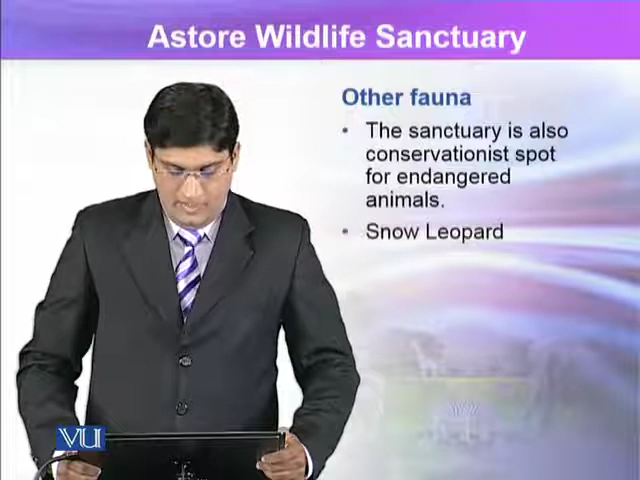 Astore Wildlife Sanctuary
Other fauna
• The sanctuary is also
conservationist spot
for endangered
animals.
• Snow Leopard
VU